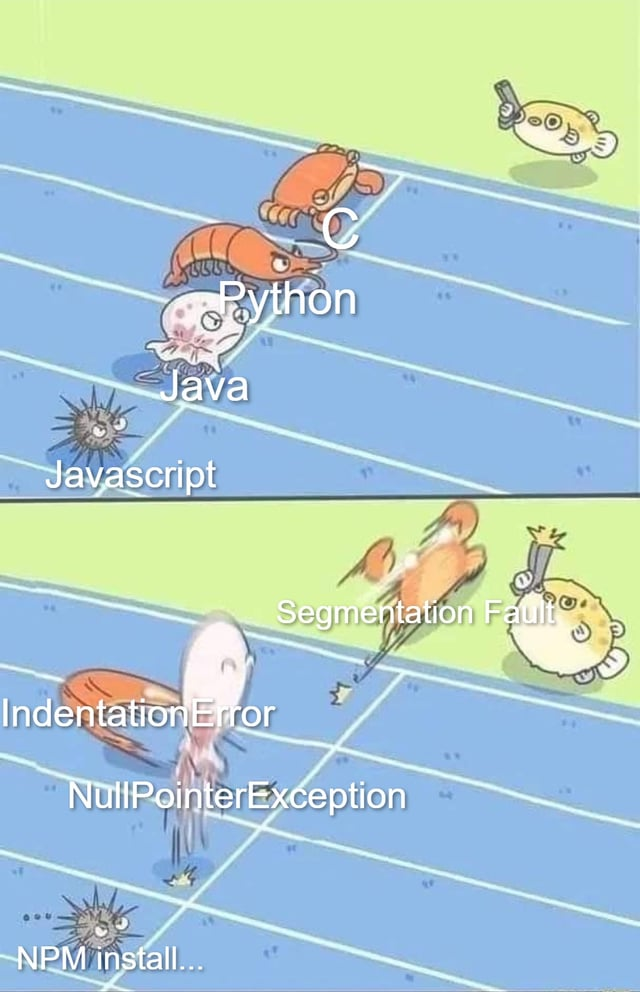 C
Python
Java
Javascript
Segmentation Fault
IndentationError
NullPointerException
NPM install...